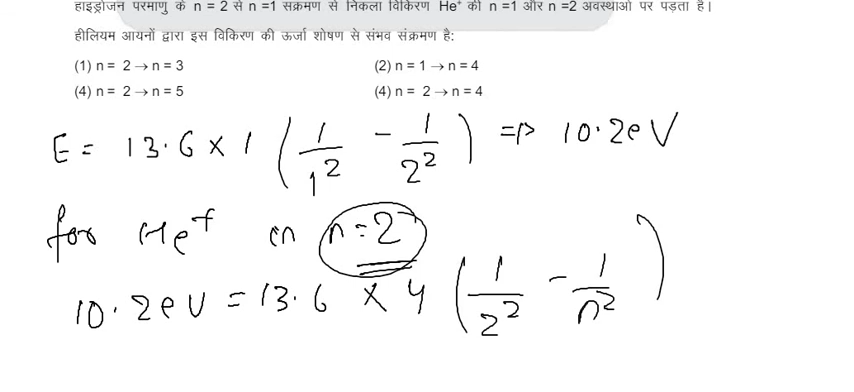 हाइड्रोजन परमाणु के n = 2 से n =1 संक्रमण से निकला विकिरण He⁺ की n =1 और n =2 अवस्थाओं पर पड़ता है।
हीलियम आयनों द्वारा इस विकिरण की ऊर्जा शोषण से संभव संक्रमण है:
(1) n = 2 → n = 3 (2) n = 1 → n = 4
(4) n = 2 → n = 5 (4) n = 2 → n = 4
E = 13.6 × 1 ( 1/1² - 1/2² ) ⇒ 10.2eV
for He⁺ en n = 2
10.2eV = 13.6 × 4 ( 1/2² - 1/n² )